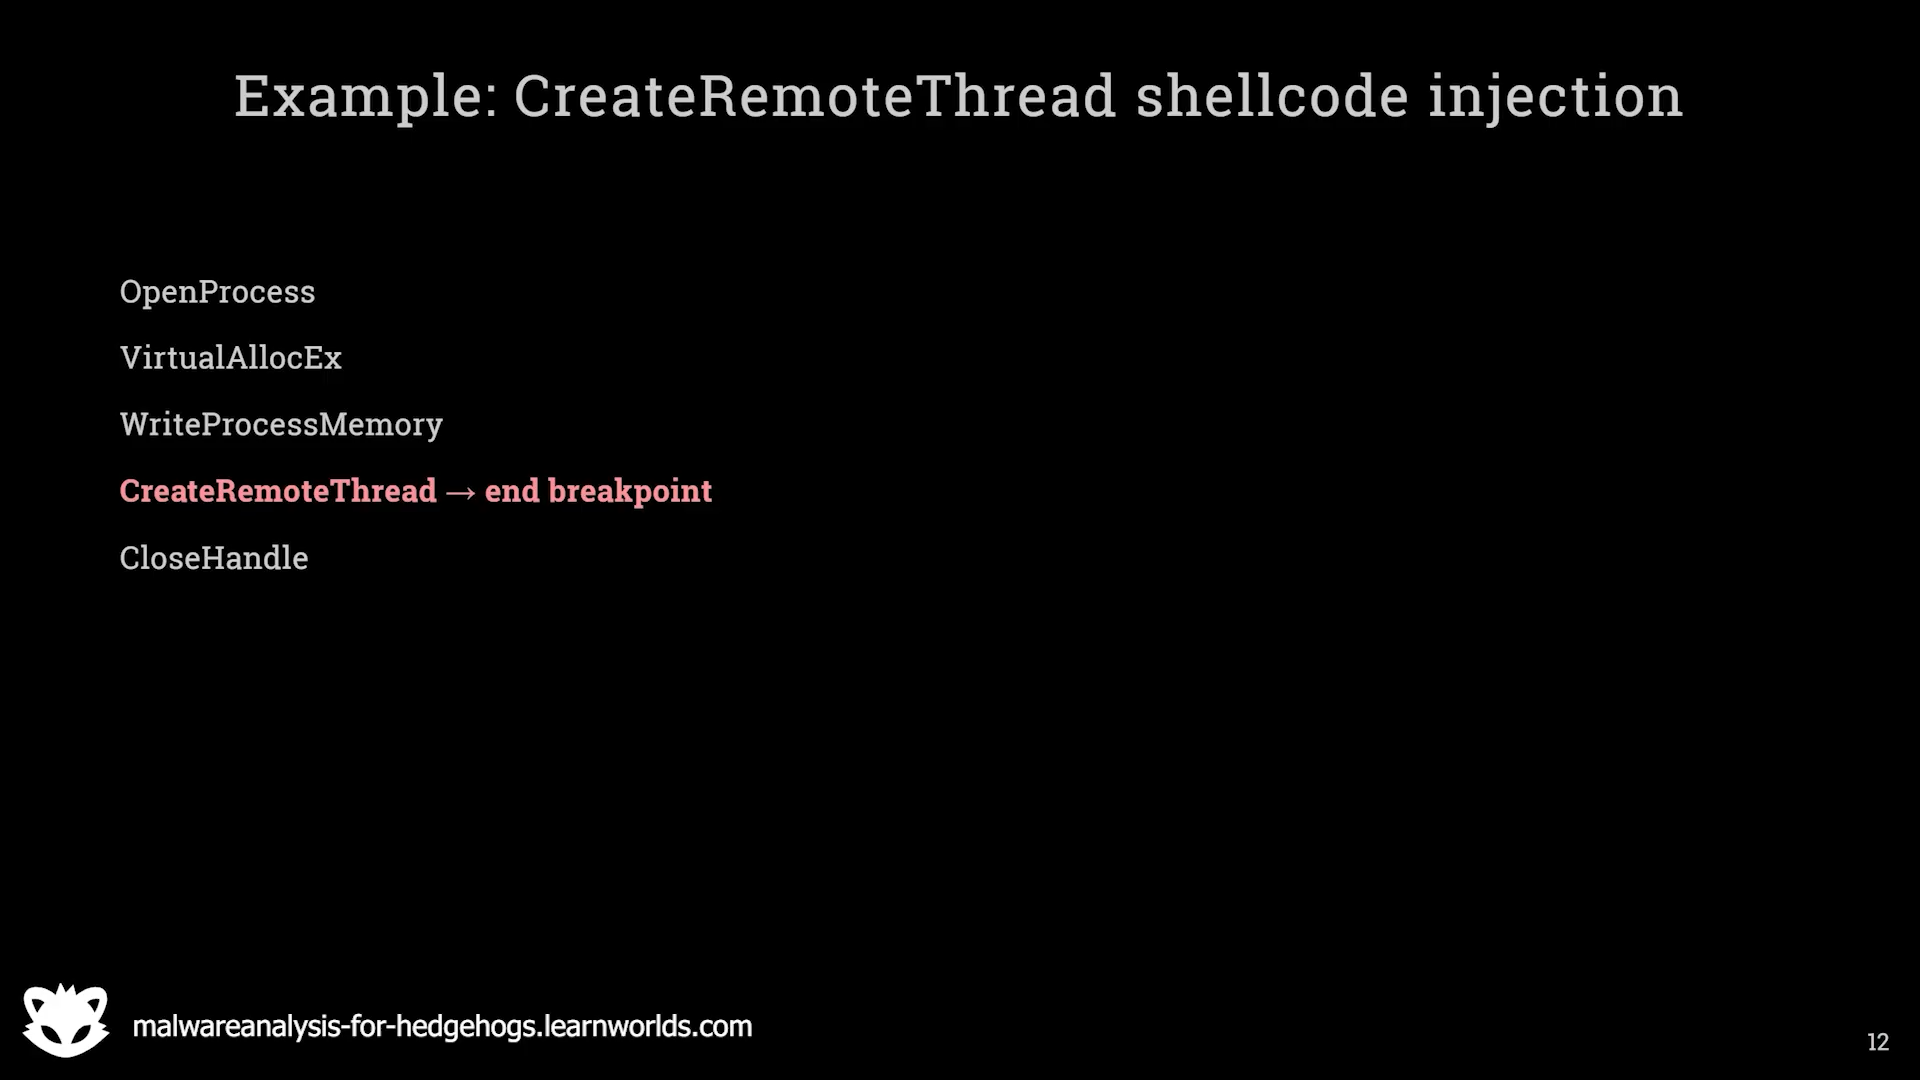 Example: CreateRemoteThread shellcode injection
OpenProcess
VirtualAllocEx
WriteProcessMemory
CreateRemoteThread → end breakpoint
CloseHandle
malwareanalysis-for-hedgehogs.learnworlds.com
12